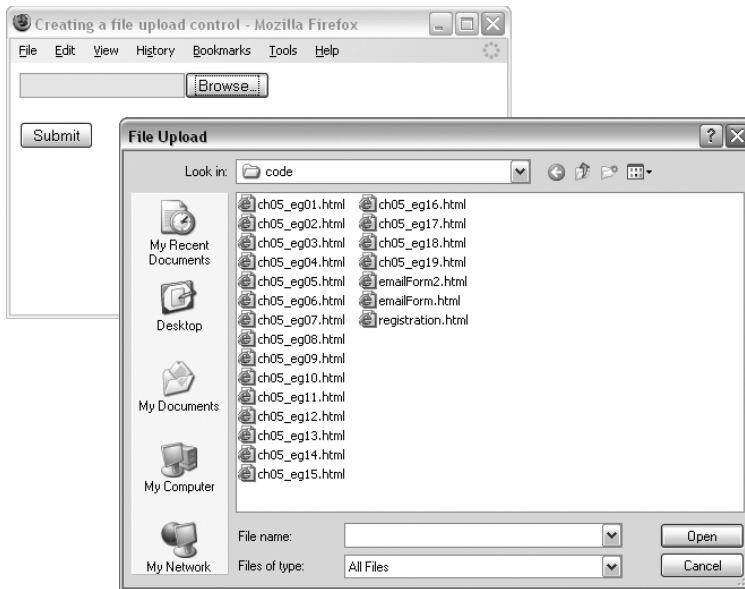 Creating a file upload control - Mozilla Firefox
File Edit View History Bookmarks Tools Help
Browse...
Submit
File Upload
Look in: code
My Recent Documents
Desktop
My Documents
My Computer
My Network
ch05_eg01.html
ch05_eg02.html
ch05_eg03.html
ch05_eg04.html
ch05_eg05.html
ch05_eg06.html
ch05_eg07.html
ch05_eg08.html
ch05_eg09.html
ch05_eg10.html
ch05_eg11.html
ch05_eg12.html
ch05_eg13.html
ch05_eg14.html
ch05_eg15.html
ch05_eg16.html
ch05_eg17.html
ch05_eg18.html
ch05_eg19.html
emailForm2.html
emailForm.html
registration.html
File name:
Open
Files of type: All Files
Cancel